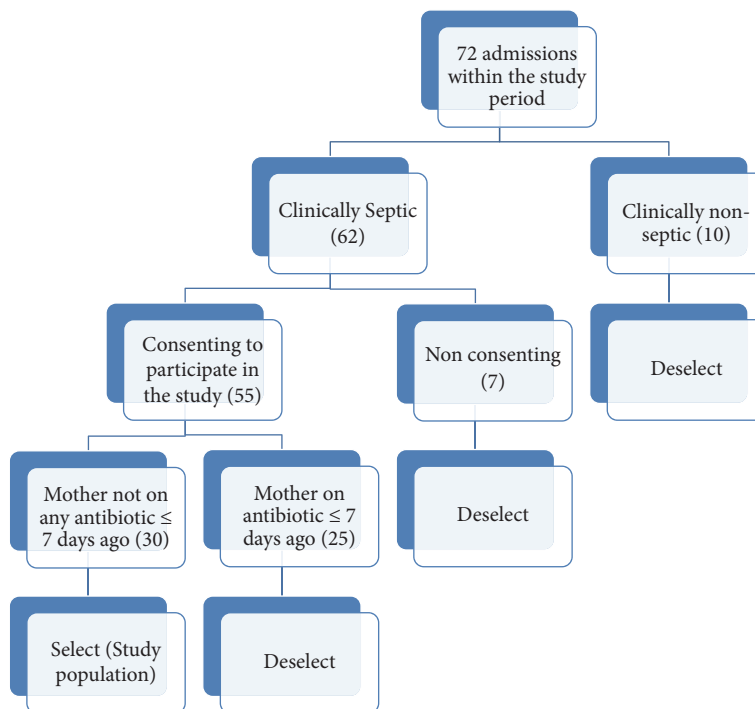 72 admissions
within the study
period
Clinically Septic
(62)
Clinically non-
septic (10)
Consenting to
participate in
the study (55)
Non consenting
(7)
Deselect
Mother not on
any antibiotic ≤
7 days ago (30)
Mother on
antibiotic ≤ 7
days ago (25)
Deselect
Select (Study
population)
Deselect